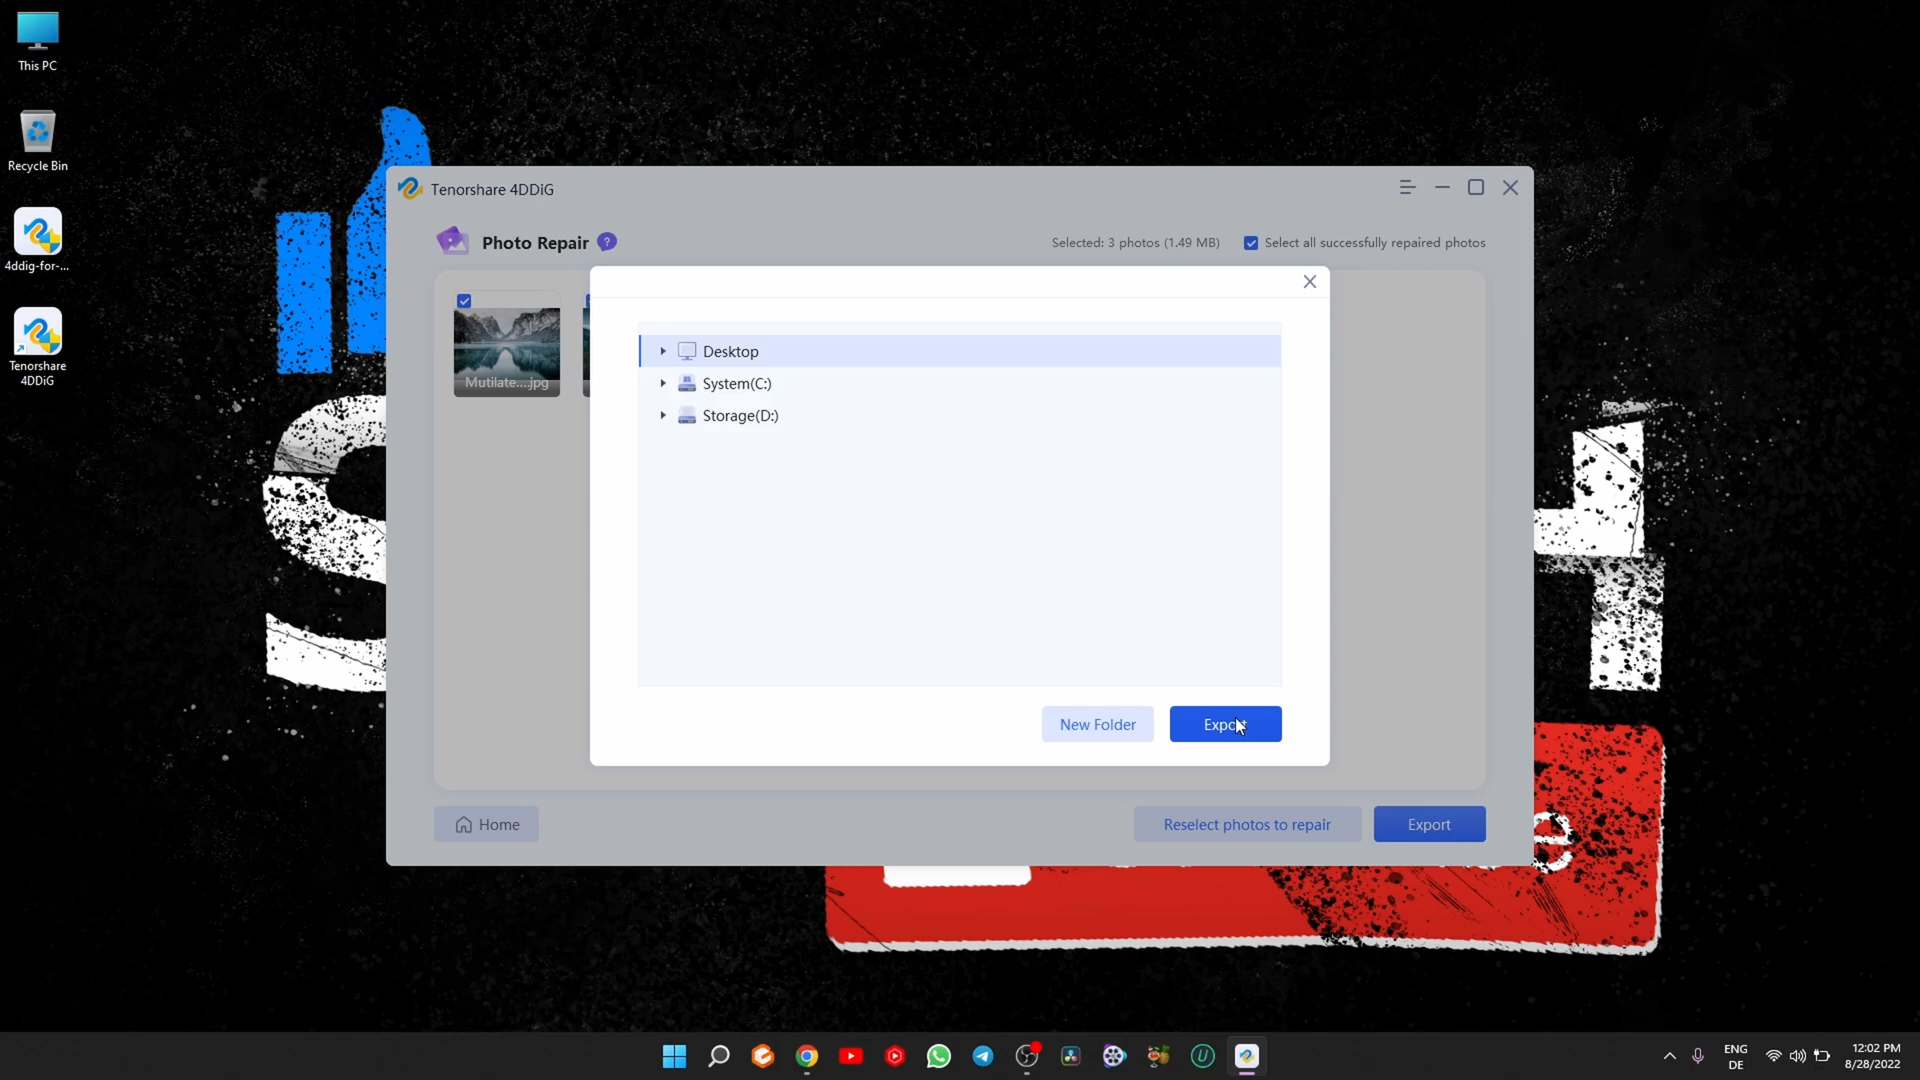 This PC
Recycle Bin
4ddig-for-...
Tenorshare
4DDiG
Tenorshare 4DDiG
Photo Repair ?
Selected: 3 photos (1.49 MB)
Select all successfully repaired photos
Mutilate....jpg
Desktop
System(C:)
Storage(D:)
New Folder
Export
Home
Reselect photos to repair
Export
ENG
DE
12:02 PM
8/28/2022